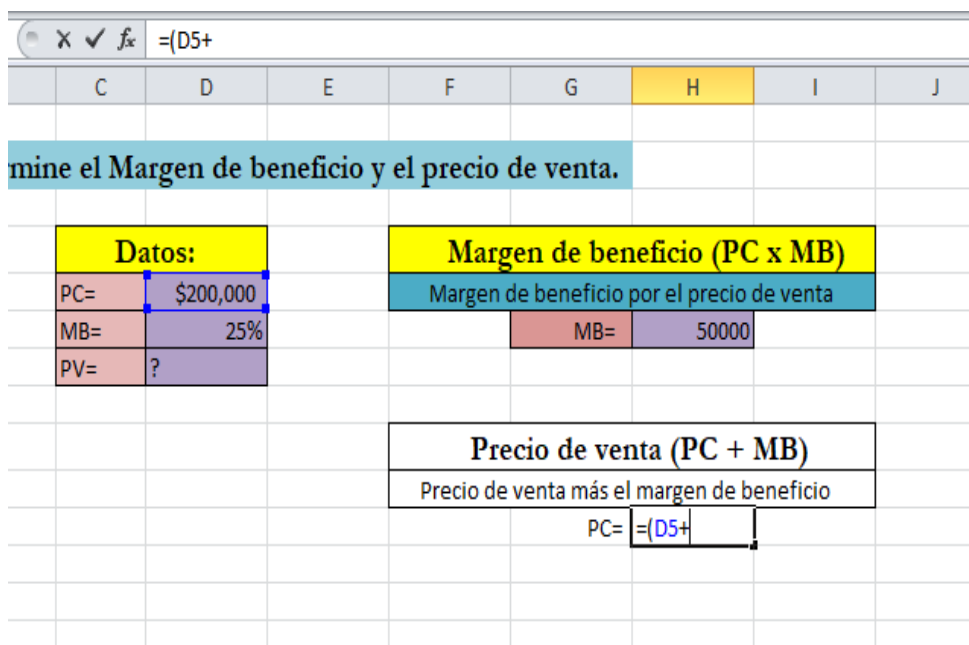 =(D5+
C D E F G H I J
mine el Margen de beneficio y el precio de venta.
Datos: Margen de beneficio (PC x MB)
PC= $200,000 Margen de beneficio por el precio de venta
MB= 25% MB= 50000
PV= ?
Precio de venta (PC + MB)
Precio de venta más el margen de beneficio
PC= =(D5+